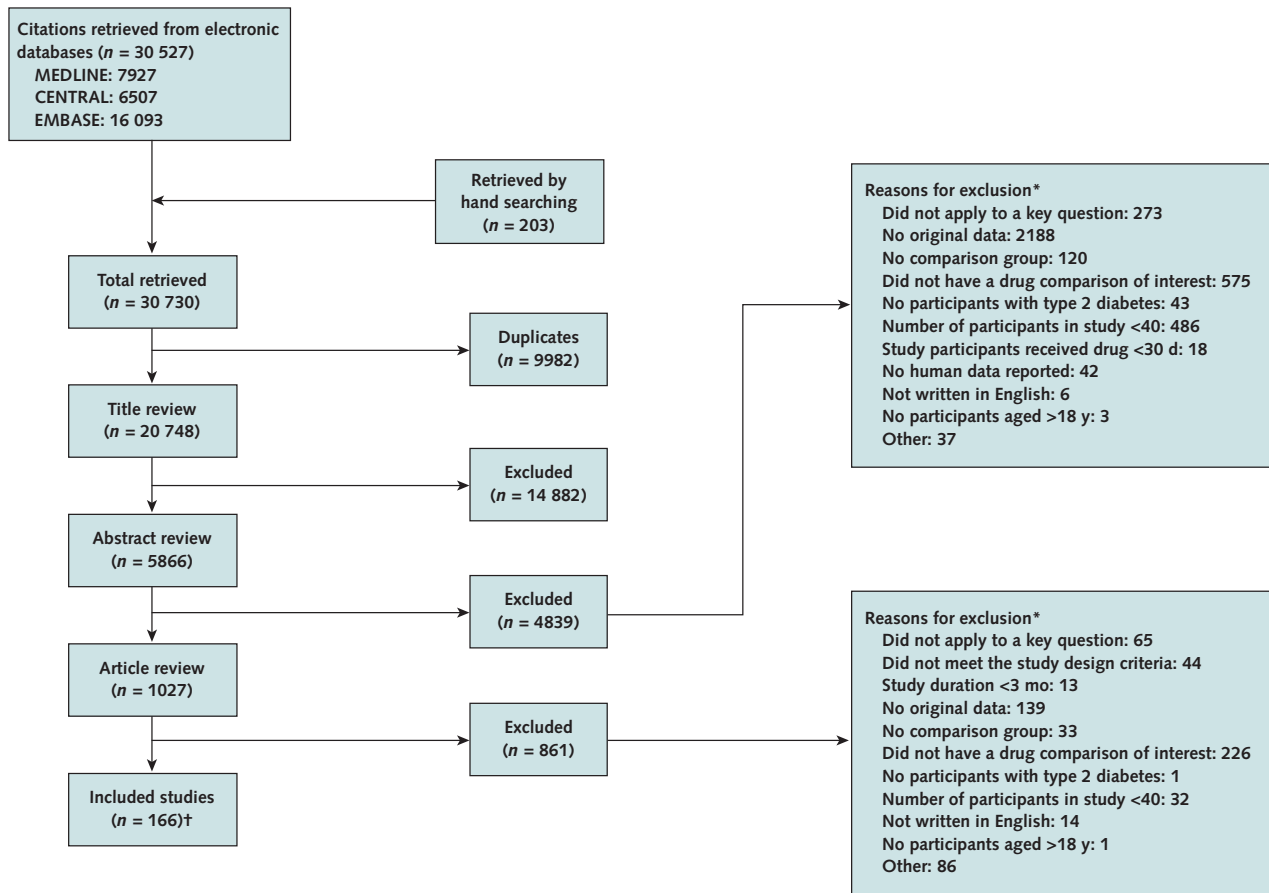 Citations retrieved from electronic
databases (n = 30 527)
MEDLINE: 7927
CENTRAL: 6507
EMBASE: 16 093
Retrieved by
hand searching
(n = 203)
Total retrieved
(n = 30 730)
Duplicates
(n = 9982)
Title review
(n = 20 748)
Excluded
(n = 14 882)
Abstract review
(n = 5866)
Excluded
(n = 4839)
Reasons for exclusion*
Did not apply to a key question: 273
No original data: 2188
No comparison group: 120
Did not have a drug comparison of interest: 575
No participants with type 2 diabetes: 43
Number of participants in study <40: 486
Study participants received drug <30 d: 18
No human data reported: 42
Not written in English: 6
No participants aged >18 y: 3
Other: 37
Article review
(n = 1027)
Excluded
(n = 861)
Reasons for exclusion*
Did not apply to a key question: 65
Did not meet the study design criteria: 44
Study duration <3 mo: 13
No original data: 139
No comparison group: 33
Did not have a drug comparison of interest: 226
No participants with type 2 diabetes: 1
Number of participants in study <40: 32
Not written in English: 14
No participants aged >18 y: 1
Other: 86
Included studies
(n = 166)†